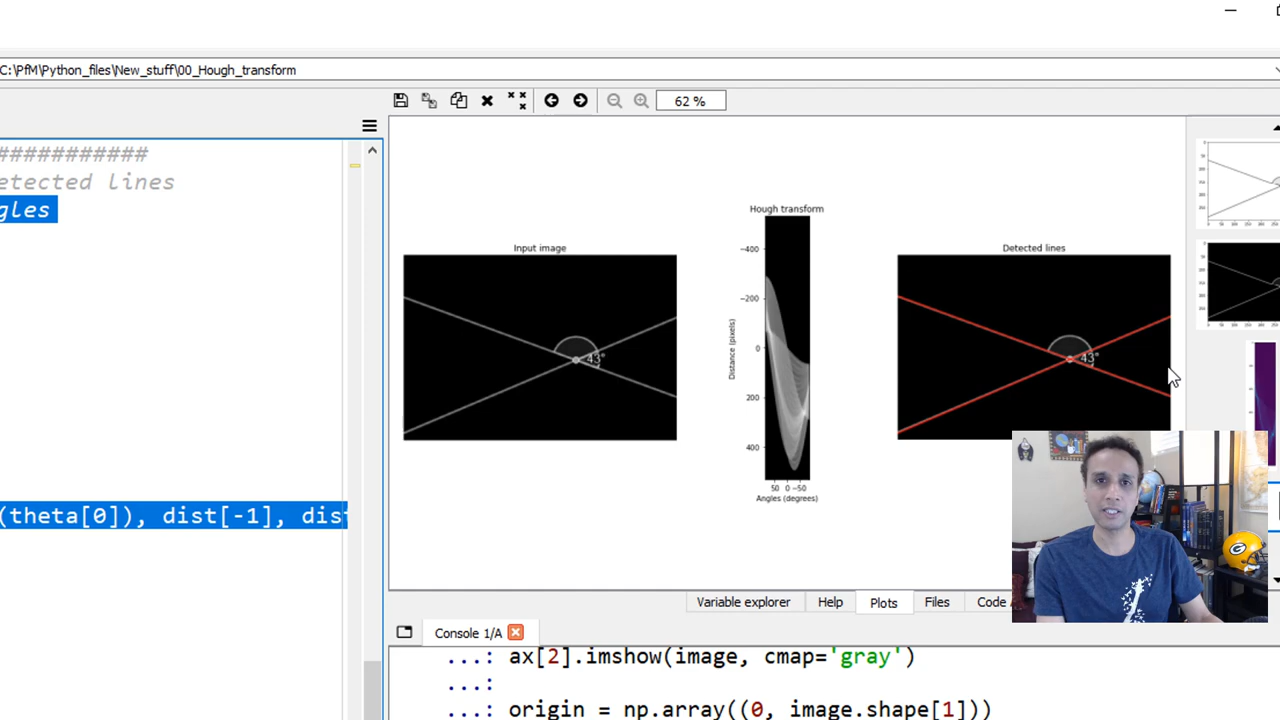 C:\PfM\Python_files\New_stuff\00_Hough_transform
62 %
###########
etected lines
gles
(theta[0]), dist[-1], dis
Hough transform
Input image
Detected lines
−400
−200
0
200
400
Distance (pixels)
50 0 −50
Angles (degrees)
43°
43°
Variable explorer
Help
Plots
Files
Code
Console 1/A
...: ax[2].imshow(image, cmap='gray')
...:
...: origin = np.array((0, image.shape[1]))
G